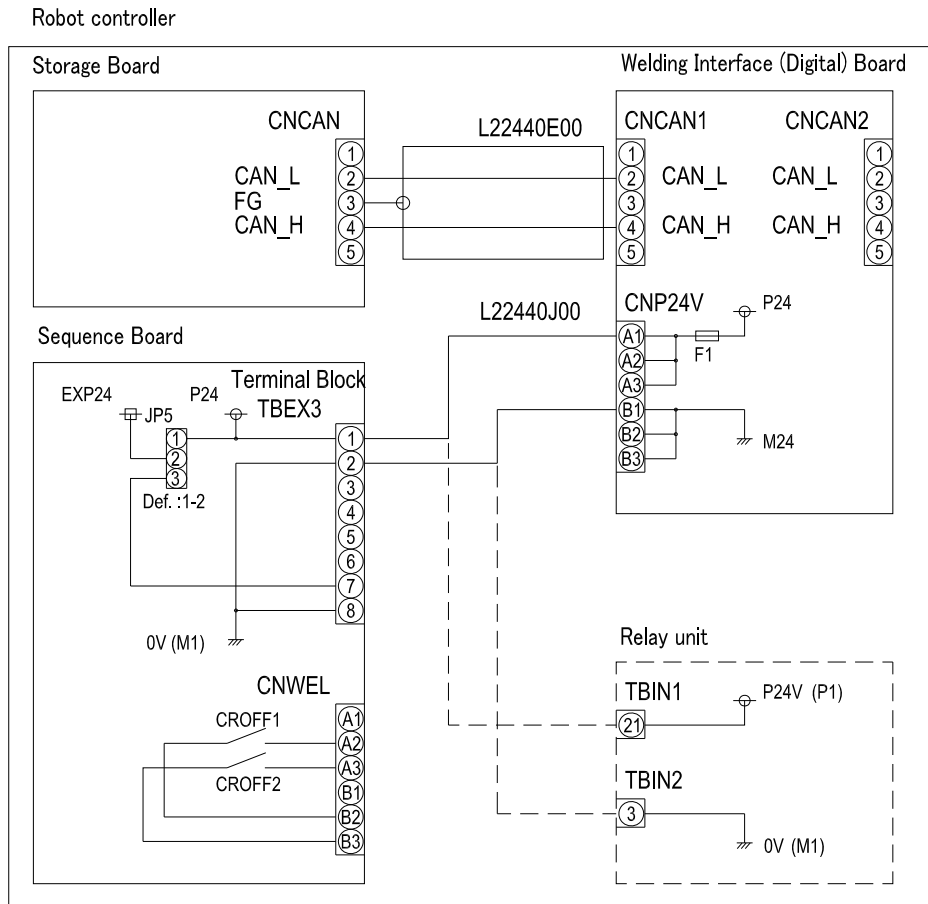 Robot controller
Storage Board
Welding Interface (Digital) Board
CNCAN
L22440E00
CNCAN1
CNCAN2
1
2
3
4
5
CAN_L
FG
CAN_H
1
2
3
4
5
CAN_L
CAN_H
CAN_L
CAN_H
1
2
3
4
5
L22440J00
CNP24V
P24
A1
A2
A3
B1
B2
B3
F1
M24
Sequence Board
EXP24
P24
JP5
Terminal Block
TBEX3
1
2
3
Def. :1-2
1
2
3
4
5
6
7
8
0V (M1)
CNWEL
CROFF1
CROFF2
A1
A2
A3
B1
B2
B3
Relay unit
TBIN1
P24V (P1)
21
TBIN2
3
0V (M1)